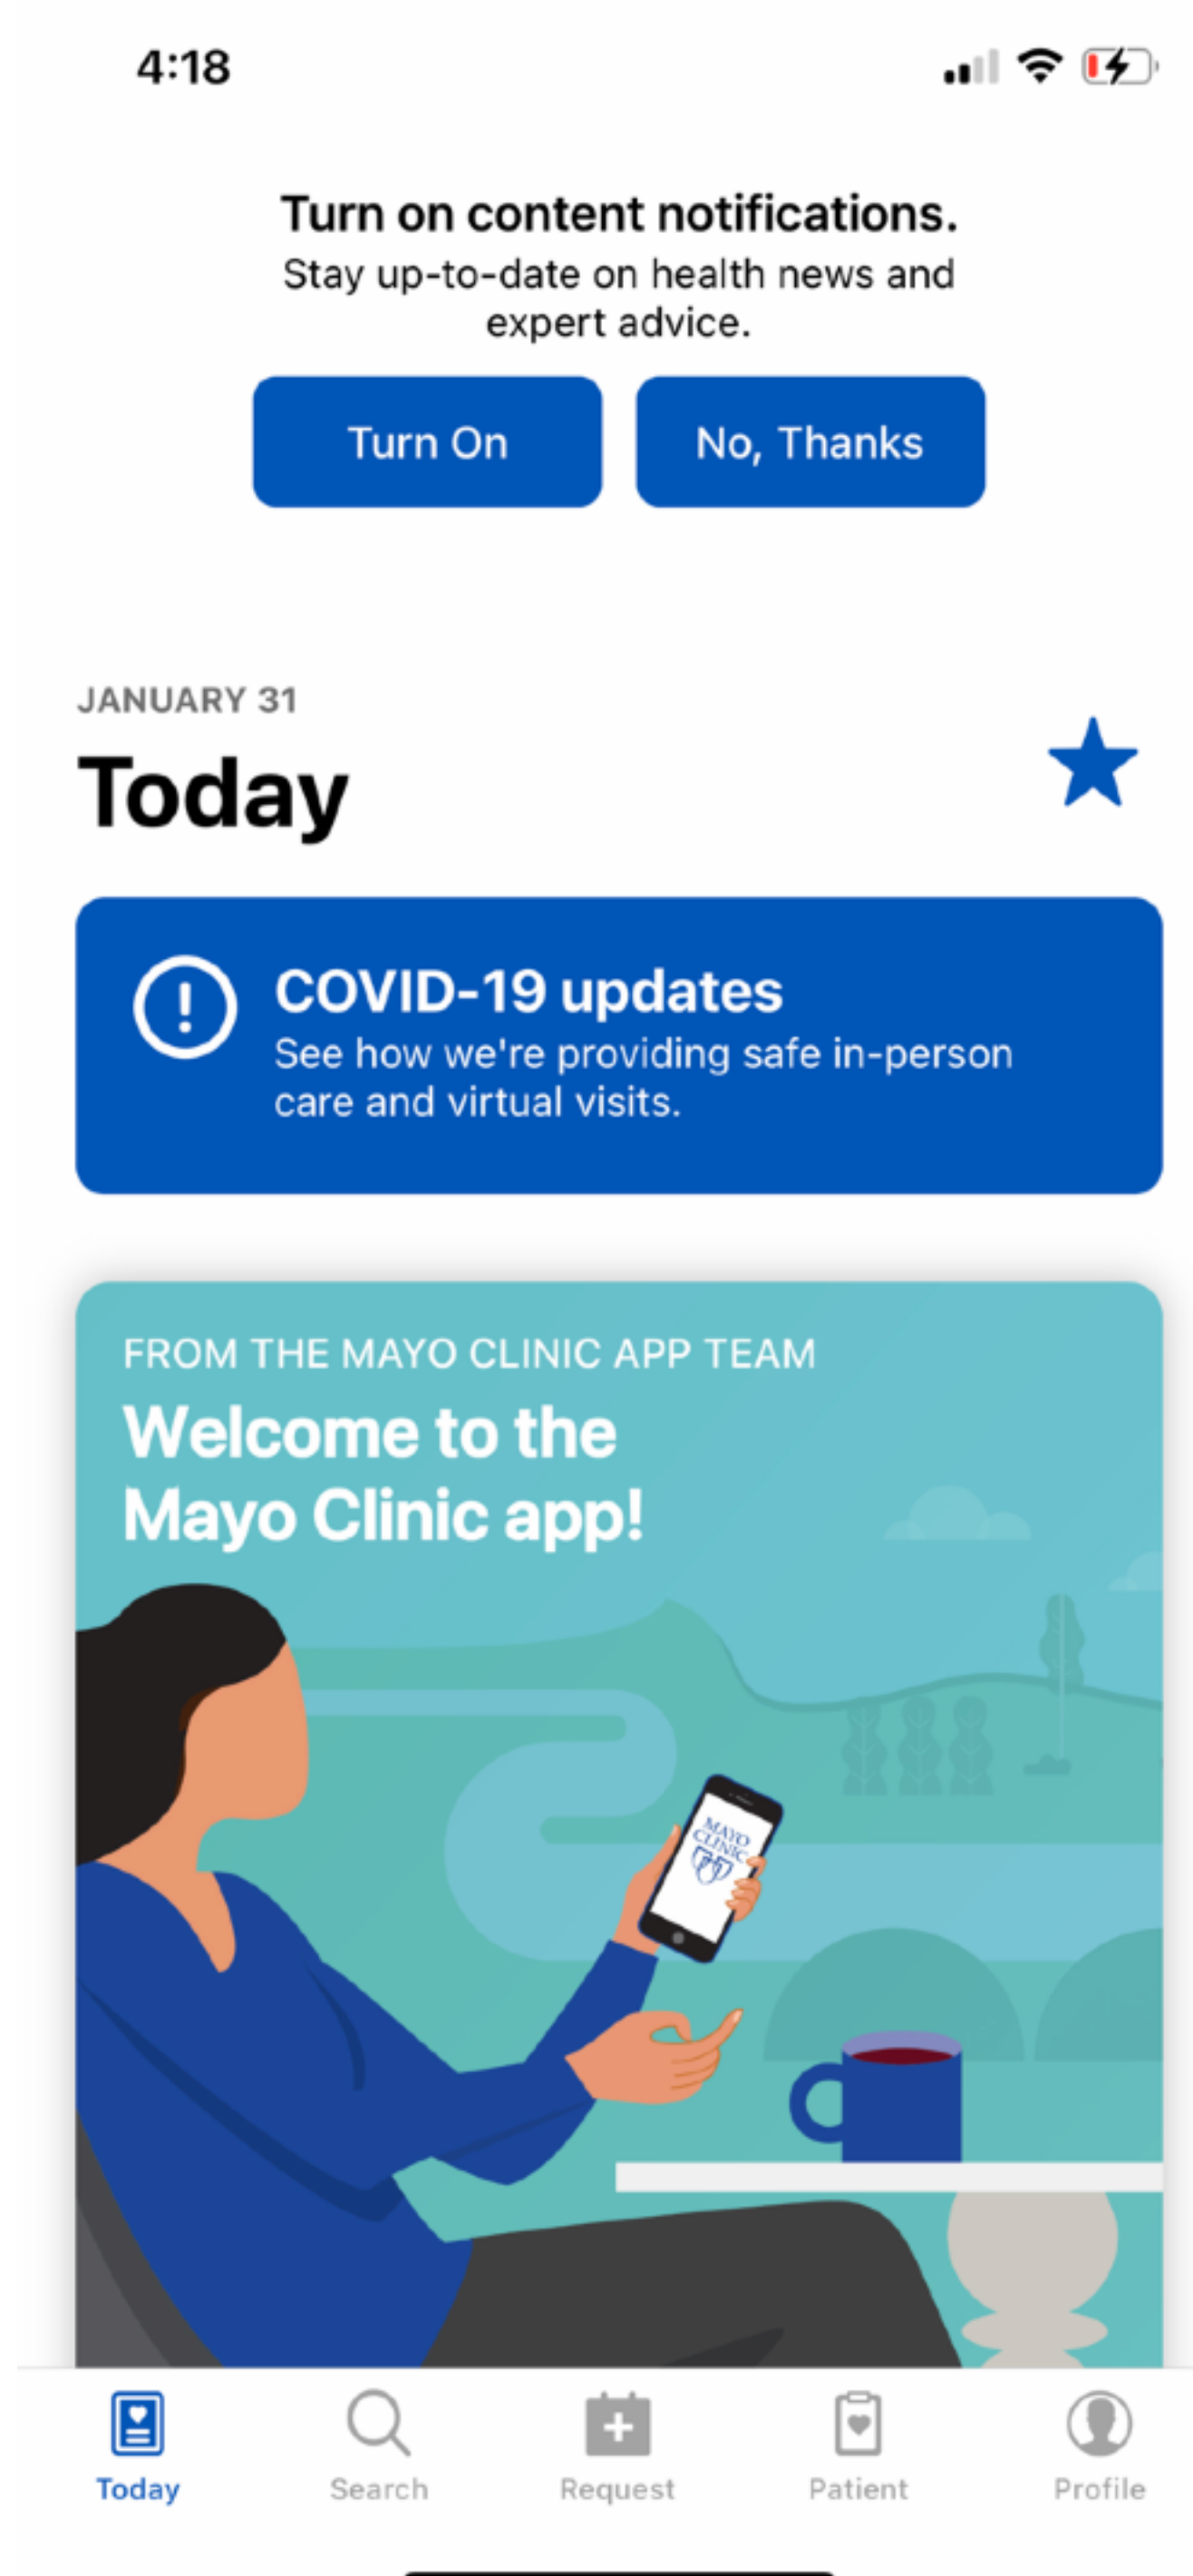 4:18
Turn on content notifications.
Stay up-to-date on health news and
expert advice.
Turn On
No, Thanks
JANUARY 31
Today
COVID-19 updates
See how we're providing safe in-person
care and virtual visits.
FROM THE MAYO CLINIC APP TEAM
Welcome to the
Mayo Clinic app!
MAYO
CLINIC
Today
Search
Request
Patient
Profile